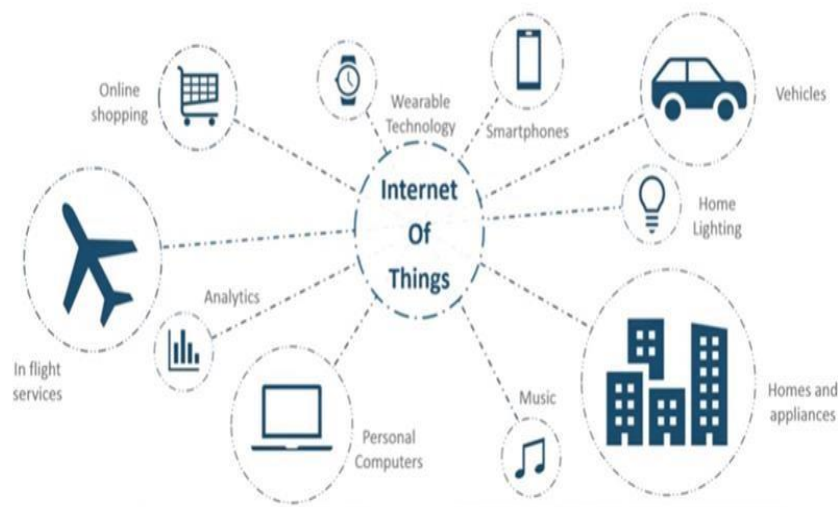 Online
shopping
Wearable
Technology
Smartphones
Vehicles
Internet
Of
Things
Home
Lighting
In flight
services
Analytics
Personal
Computers
Music
Homes and
appliances